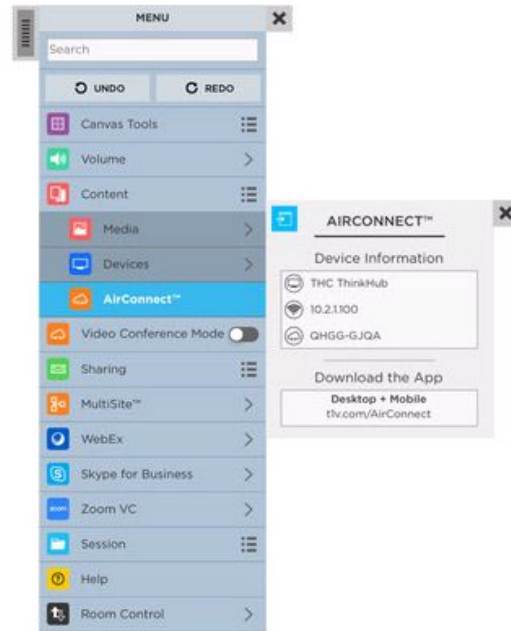 MENU
Search
UNDO
REDO
Canvas Tools
Volume
Content
Media
Devices
AirConnect™
Video Conference Mode
Sharing
MultiSite™
WebEx
Skype for Business
zoom
Zoom VC
Session
Help
Room Control
AIRCONNECT™
Device Information
THC ThinkHub
10.2.1.100
QHGG-GJQA
Download the App
Desktop + Mobile
tlv.com/AirConnect